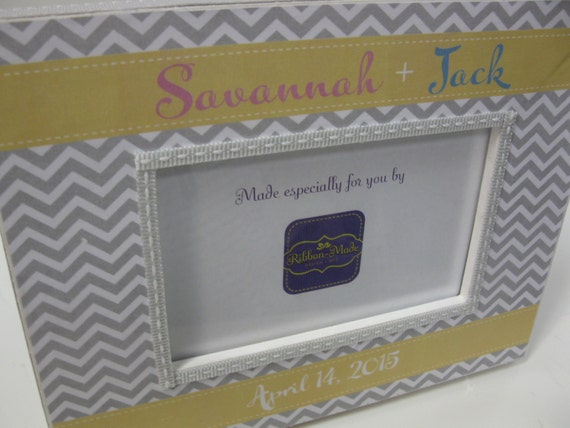 Savannah + Jack
Made especially for you by
Ribbon-Made
April 14, 2015